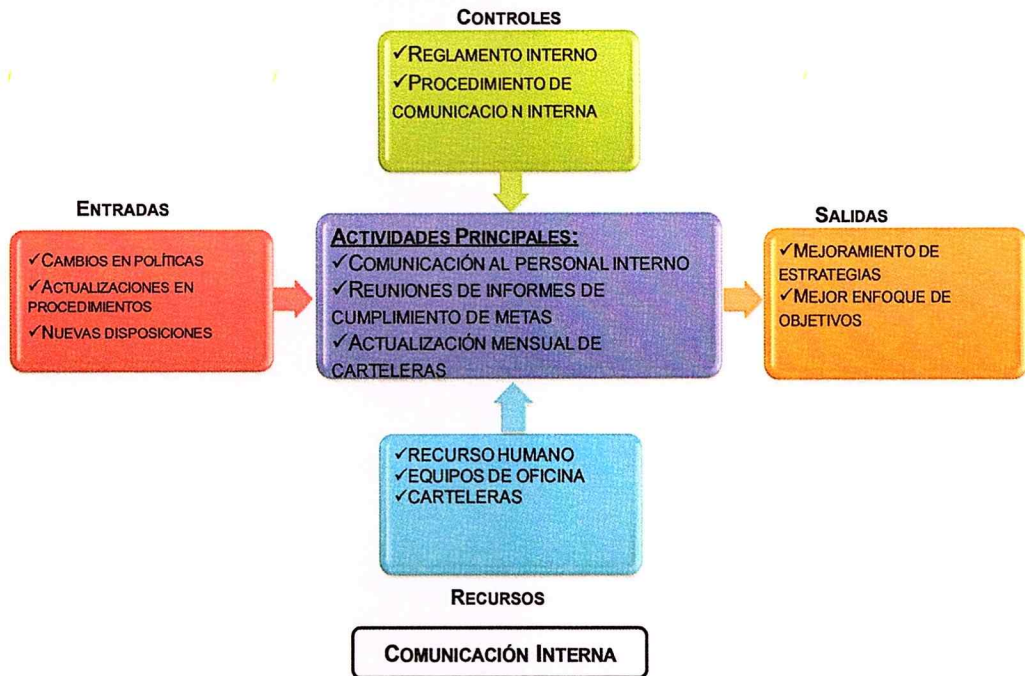 CONTROLES
✓REGLAMENTO INTERNO
✓PROCEDIMIENTO DE
COMUNICACIO N INTERNA
ENTRADAS
✓CAMBIOS EN POLÍTICAS
✓ACTUALIZACIONES EN
PROCEDIMIENTOS
✓NUEVAS DISPOSICIONES
ACTIVIDADES PRINCIPALES:
✓COMUNICACIÓN AL PERSONAL INTERNO
✓REUNIONES DE INFORMES DE
CUMPLIMIENTO DE METAS
✓ACTUALIZACIÓN MENSUAL DE
CARTELERAS
SALIDAS
✓MEJORAMIENTO DE
ESTRATEGIAS
✓MEJOR ENFOQUE DE
OBJETIVOS
✓RECURSO HUMANO
✓EQUIPOS DE OFICINA
✓CARTELERAS
RECURSOS
COMUNICACIÓN INTERNA